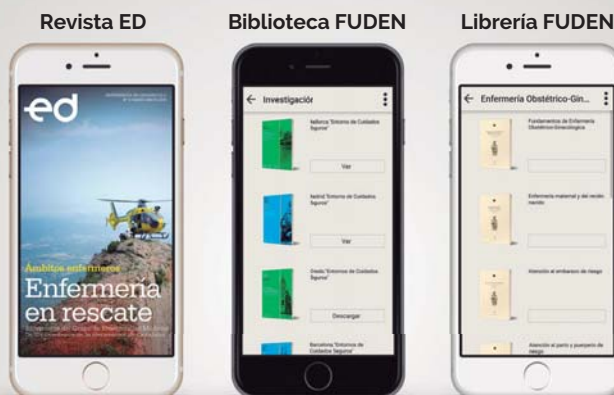 Revista ED
Biblioteca FUDEN
Librería FUDEN
ed
Ámbitos enfermeros
Enfermería
en rescate
Investigaciór
"Entorno de Cuidados
Seguros"
Ver
Madrid "Entorno de Cuidados
Seguros"
Ver
Oviedo "Entornos de Cuidados
Seguros"
Descargar
Barcelona "Entornos de
Cuidados Seguros"
Enfermería Obstétrico-Gin...
Fundamentos de Enfermería
Obstétrico-Ginecológica
Enfermería maternal y del recién
nacido
Atención al embarazo de riesgo
Atención al parto y puerperio de
riesgo